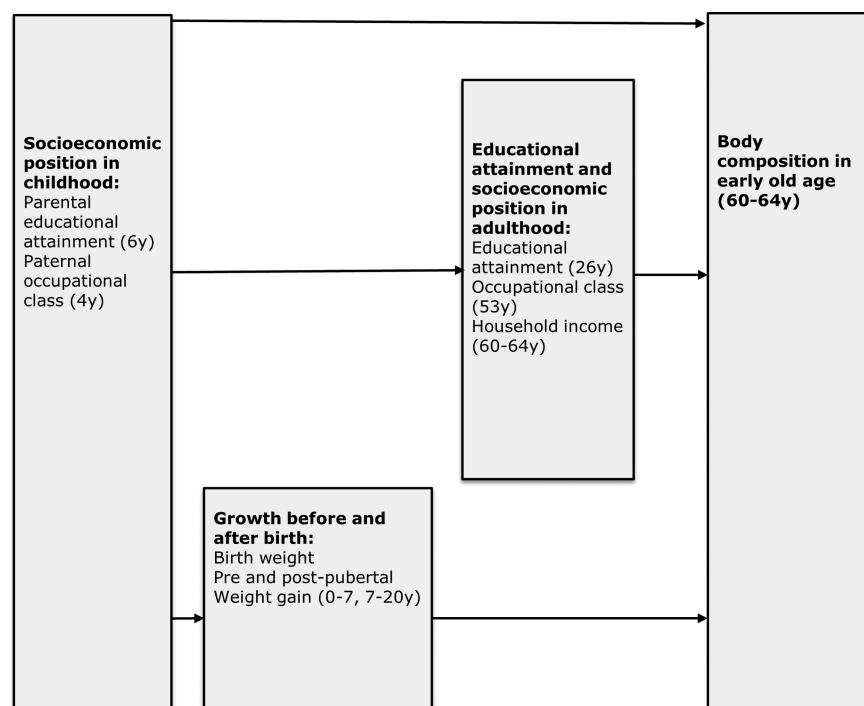 Socioeconomic
position in
childhood:
Parental
educational
attainment (6y)
Paternal
occupational
class (4y)
Growth before and
after birth:
Birth weight
Pre and post-pubertal
Weight gain (0-7, 7-20y)
Educational
attainment and
socioeconomic
position in
adulthood:
Educational
attainment (26y)
Occupational class
(53y)
Household income
(60-64y)
Body
composition in
early old age
(60-64y)